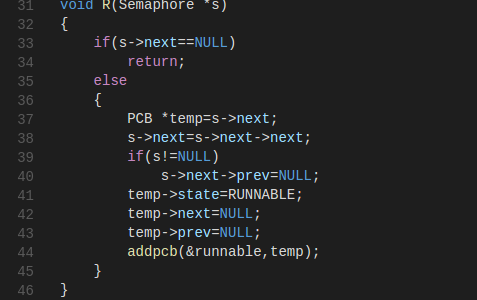 31 void R(Semaphore *s)
32 {
33     if(s->next==NULL)
34         return;
35     else
36     {
37         PCB *temp=s->next;
38         s->next=s->next->next;
39         if(s!=NULL)
40             s->next->prev=NULL;
41         temp->state=RUNNABLE;
42         temp->next=NULL;
43         temp->prev=NULL;
44         addpcb(&runnable,temp);
45     }
46 }